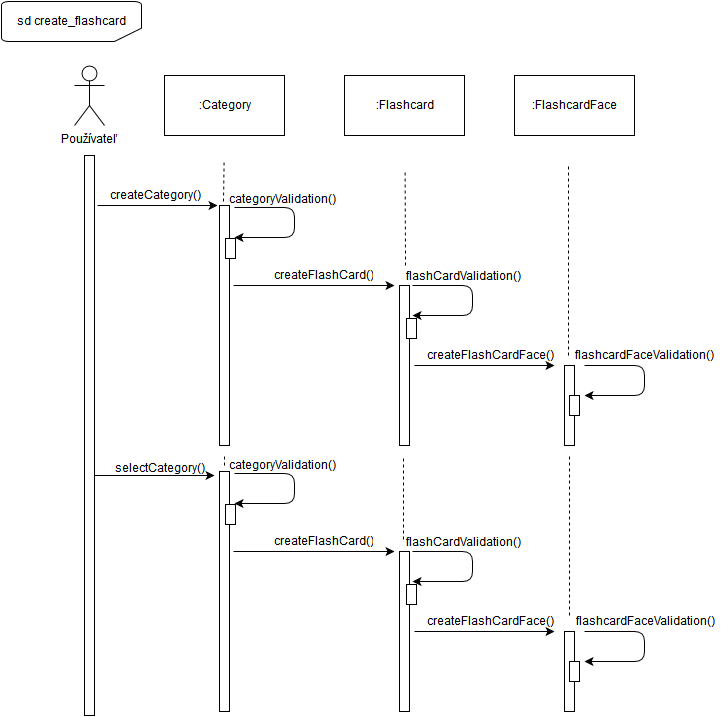 sd create_flashcard
Používateľ
:Category
:Flashcard
:FlashcardFace
createCategory()
categoryValidation()
createFlashCard()
flashCardValidation()
createFlashCardFace()
flashcardFaceValidation()
selectCategory()
categoryValidation()
createFlashCard()
flashCardValidation()
createFlashCardFace()
flashcardFaceValidation()